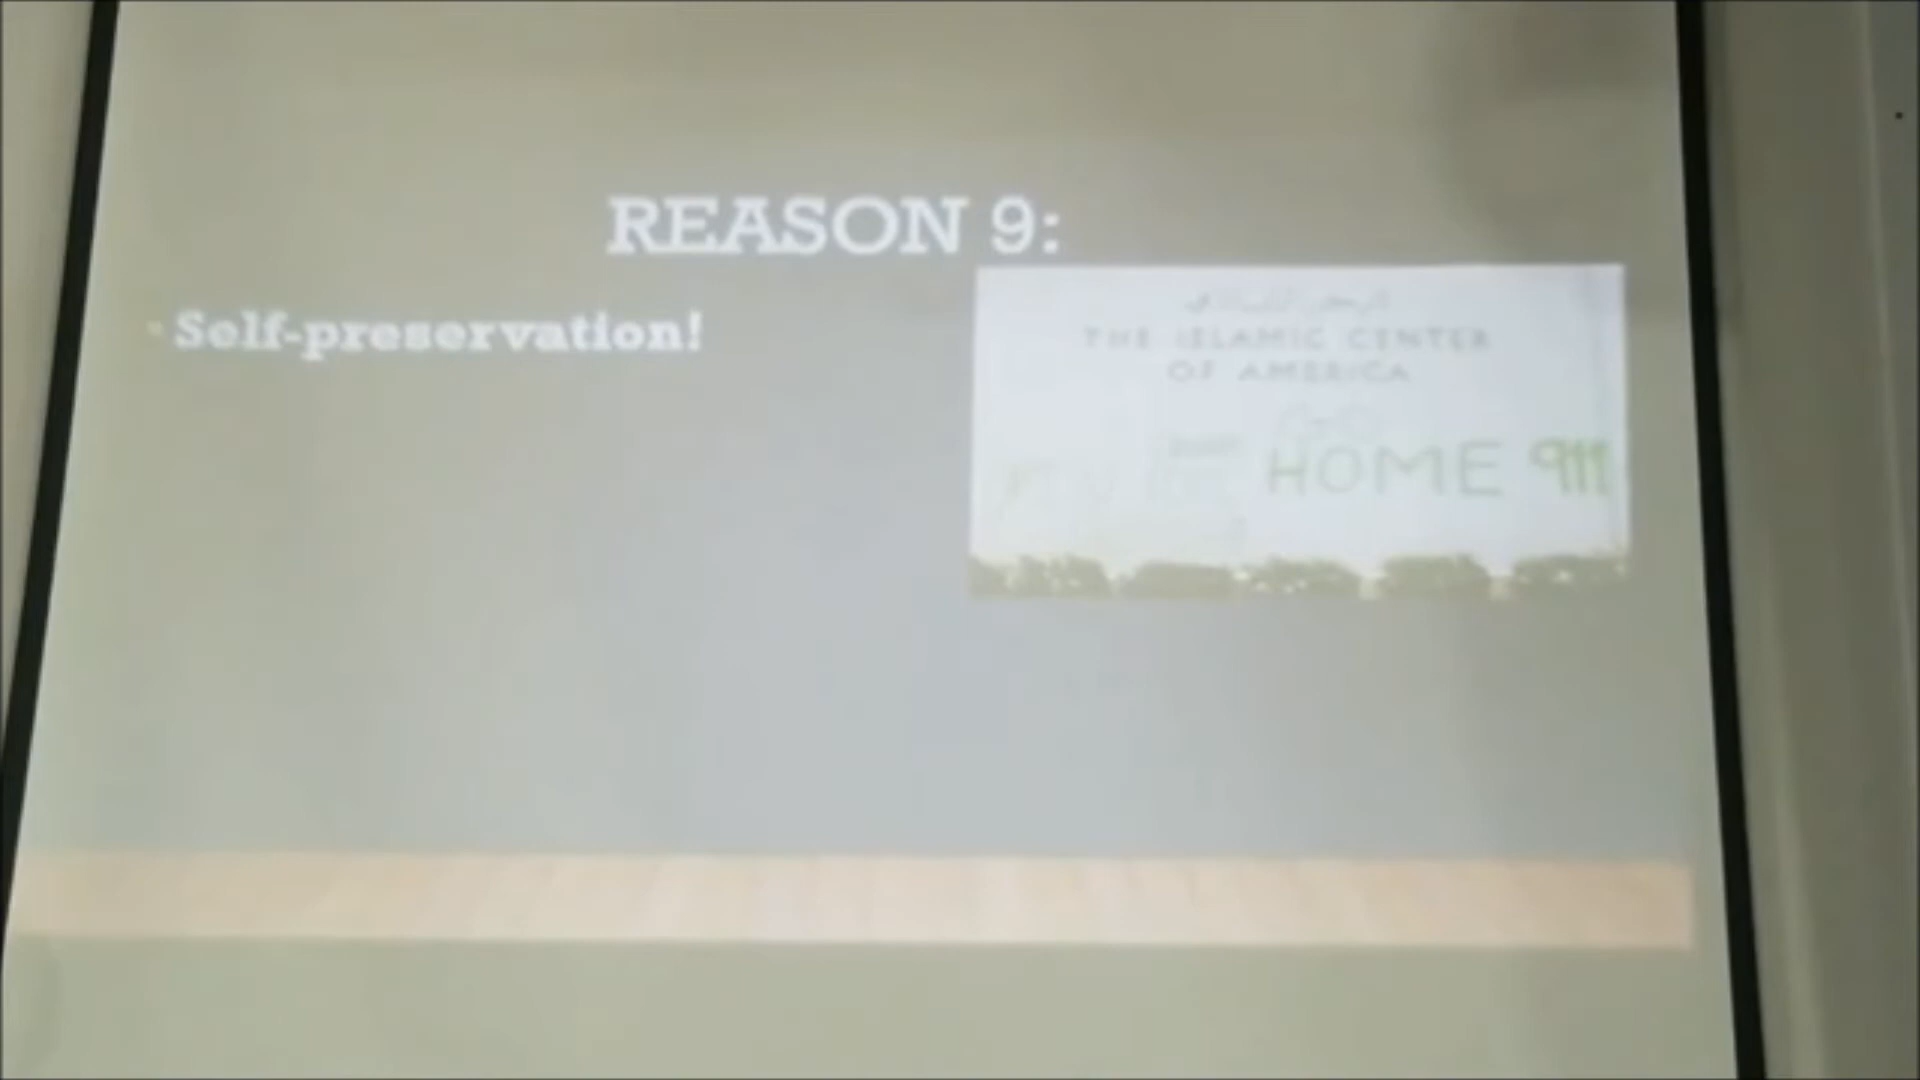 REASON 9:
Self-preservation!
THE ISLAMIC CENTER
OF AMERICA
HOME 911